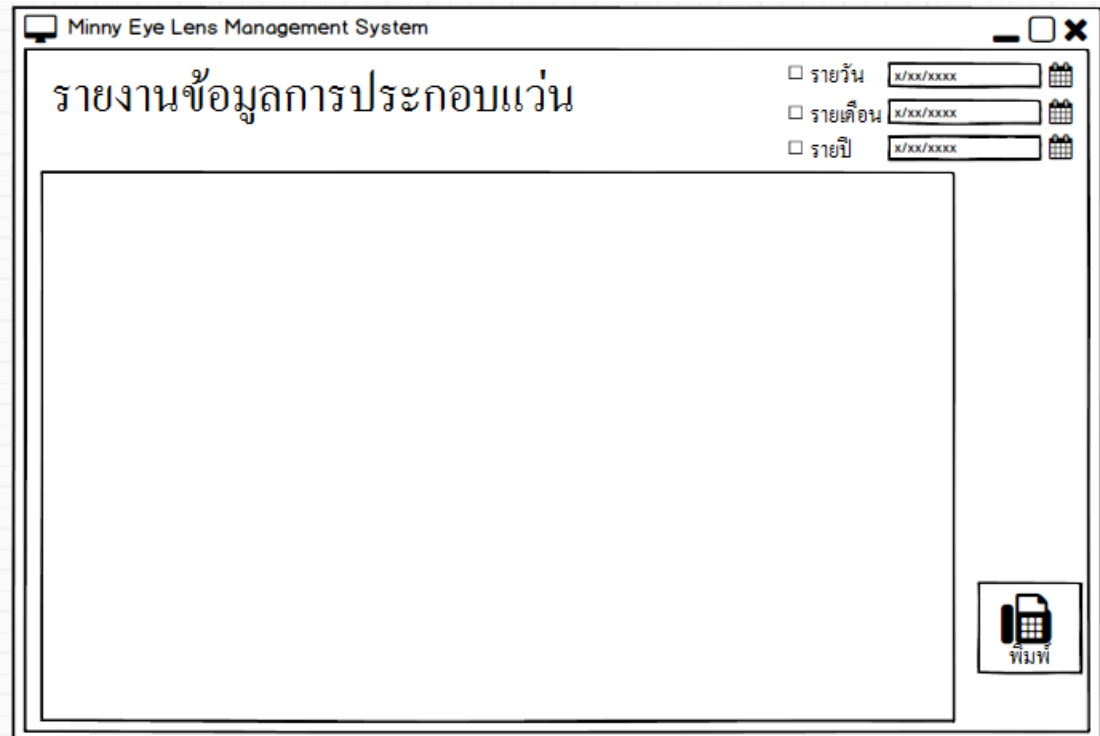 Minny Eye Lens Management System
รายงานข้อมูลการประกอบแว่น
รายวัน x/xx/xxxx
รายเดือน x/xx/xxxx
รายปี x/xx/xxxx
พิมพ์